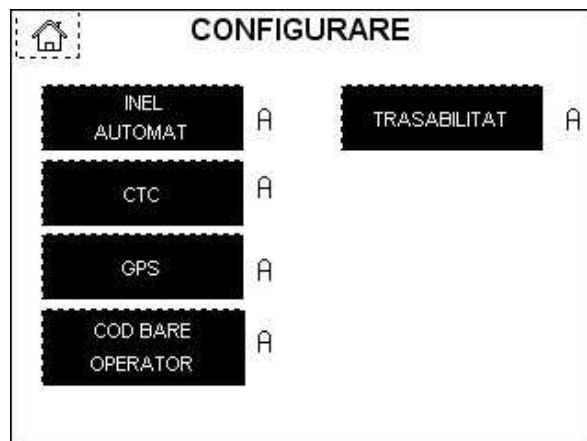 CONFIGURARE
INEL
AUTOMAT
A
TRASABILITAT
A
CTC
A
GPS
A
COD BARE
OPERATOR
A